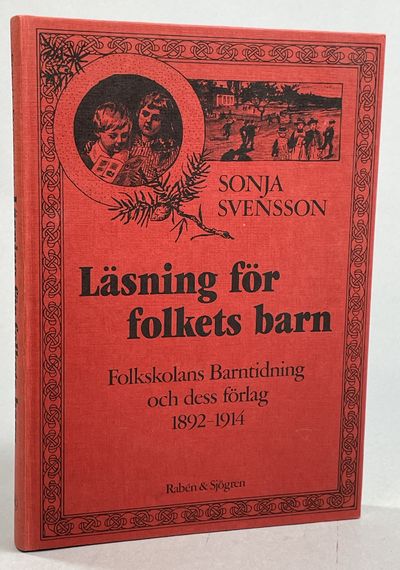 SONJA
SVENSSON
Läsning för
folkets barn
Folkskolans Barntidning
och dess förlag
1892-1914
Rabén & Sjögren